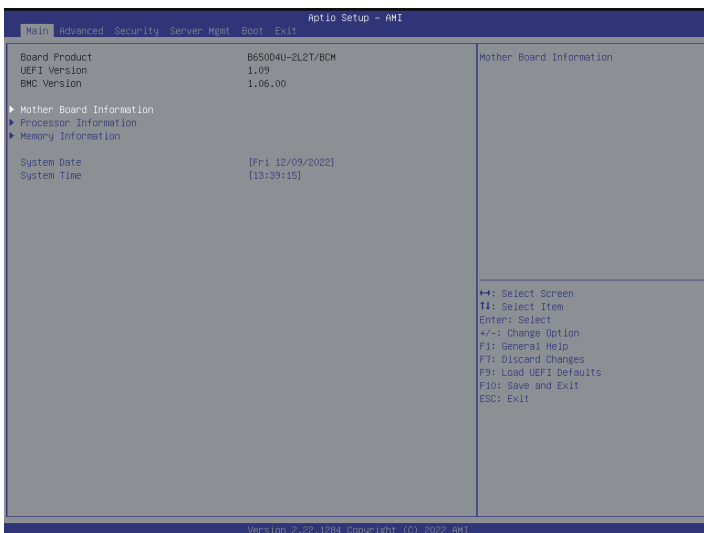 Aptio Setup - AMI
Main Advanced Security Server Mgmt Boot Exit
Board Product B650D4U-2L2T/BCM
UEFI Version 1.09
BMC Version 1.06.00
Mother Board Information
Processor Information
Memory Information
System Date [Fri 12/09/2022]
System Time [13:39:15]
Mother Board Information
↔: Select Screen
↑↓: Select Item
Enter: Select
+/-: Change Option
F1: General Help
F7: Discard Changes
F9: Load UEFI Defaults
F10: Save and Exit
ESC: Exit
Version 2.22.1284 Copyright (C) 2022 AMI